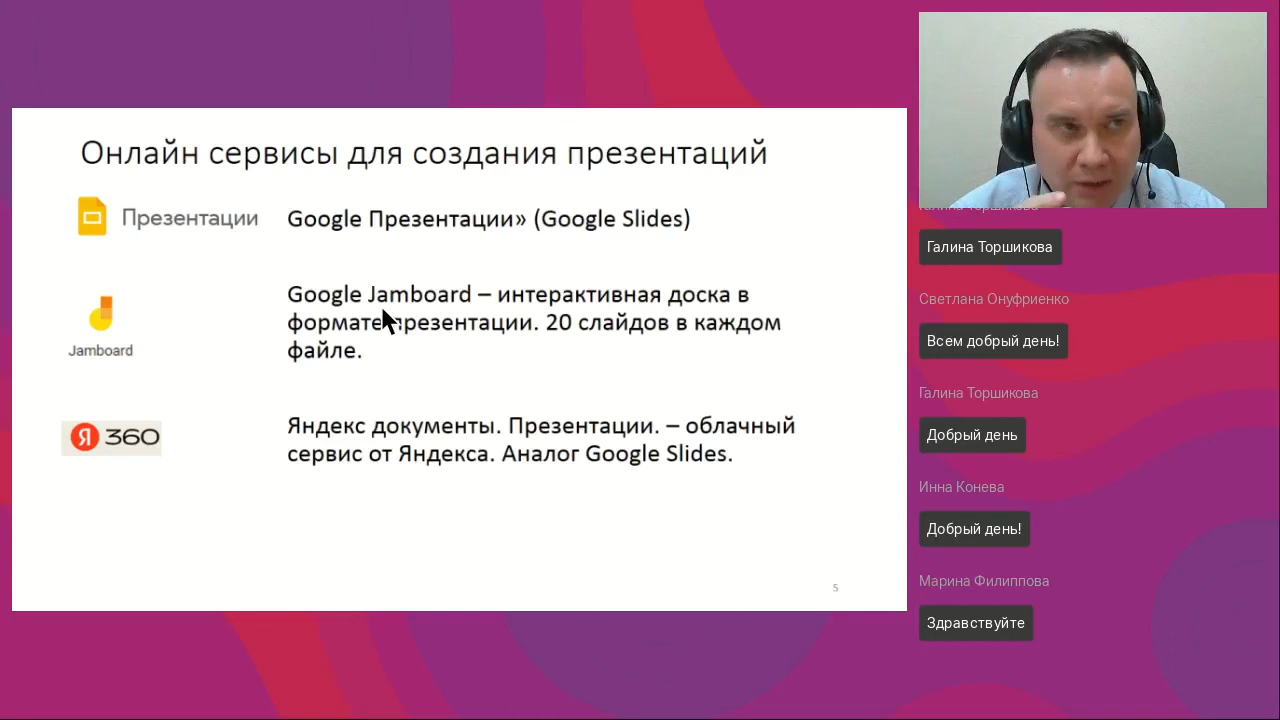 Онлайн сервисы для создания презентаций
Презентации
Google Презентации» (Google Slides)
Jamboard
Google Jamboard – интерактивная доска в
формате презентации. 20 слайдов в каждом
файле.
Я 360
Яндекс документы. Презентации. – облачный
сервис от Яндекса. Аналог Google Slides.
5
Галина Торшикова
Галина Торшикова
Светлана Онуфриенко
Всем добрый день!
Галина Торшикова
Добрый день
Инна Конева
Добрый день!
Марина Филиппова
Здравствуйте